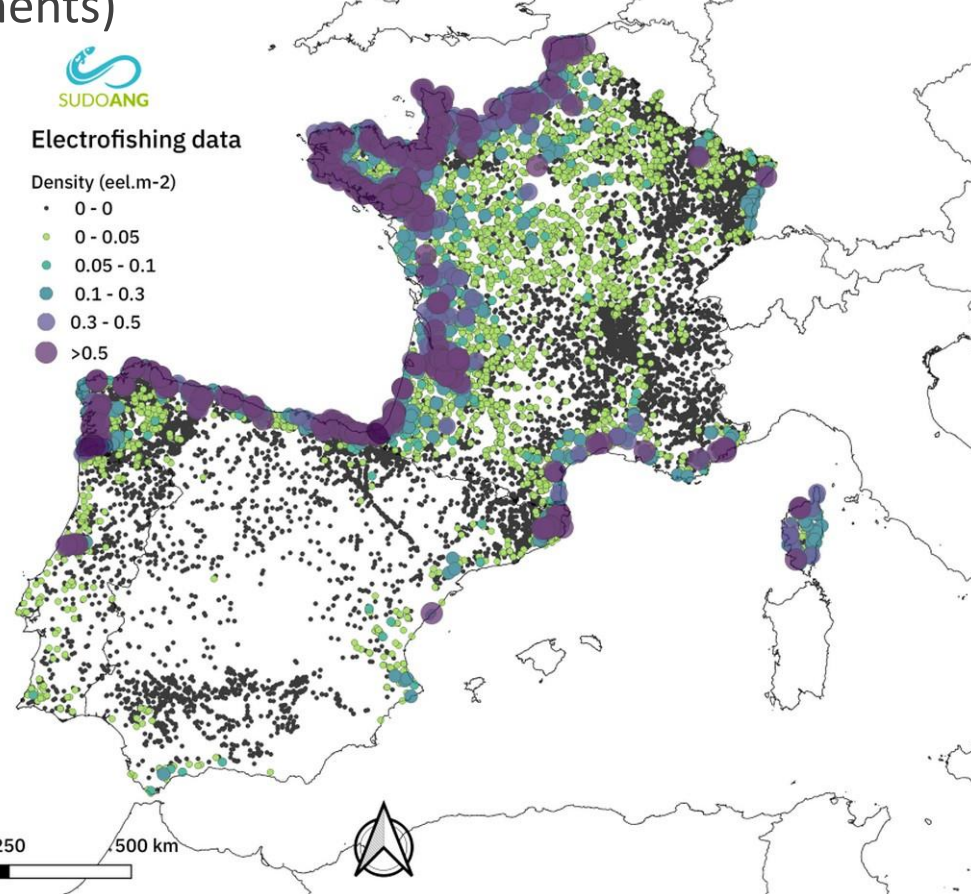 ments)
SUDOANG
Electrofishing data
Density (eel.m-2)
0 - 0
0 - 0.05
0.05 - 0.1
0.1 - 0.3
0.3 - 0.5
>0.5
250
500 km